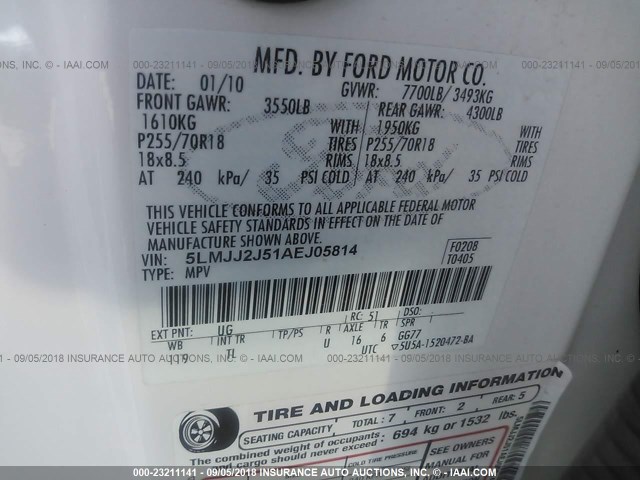 000-23211141 - 09/05/2018 INSURANCE AUTO AUCTIONS, INC. - IAAI.COM
MFD. BY FORD MOTOR CO.
DATE: 01/10 GVWR: 7700LB/ 3493KG
FRONT GAWR: 3550LB REAR GAWR: 4300LB
1610KG WITH 1950KG WITH
P255/70R18 TIRES P255/70R18 TIRES
18x8.5 RIMS 18x8.5 RIMS
AT 240 kPa/ 35 PSI COLD AT 240 kPa/ 35 PSI COLD
THIS VEHICLE CONFORMS TO ALL APPLICABLE FEDERAL MOTOR
VEHICLE SAFETY STANDARDS IN EFFECT ON THE DATE OF
MANUFACTURE SHOWN ABOVE.
VIN: 5LMJJ2J51AEJ05814 F0208
TYPE: MPV T0405
EXT PNT: UG RC: 51 DSO:
WB INT TR TP/PS R AXLE TR SPR
119 TL U 16 6 GG77
UTC ▽5U5A-1520472-BA
TIRE AND LOADING INFORMATION
SEATING CAPACITY TOTAL: 7 FRONT: 2 REAR: 5
The combined weight of occupants
and cargo should never exceed: 694 kg or 1532 lbs.
COLD TIRE PRESSURE SEE OWNERS
MANUAL FOR
000-23211141 - 09/05/2018 INSURANCE AUTO AUCTIONS, INC. - IAAI.COM